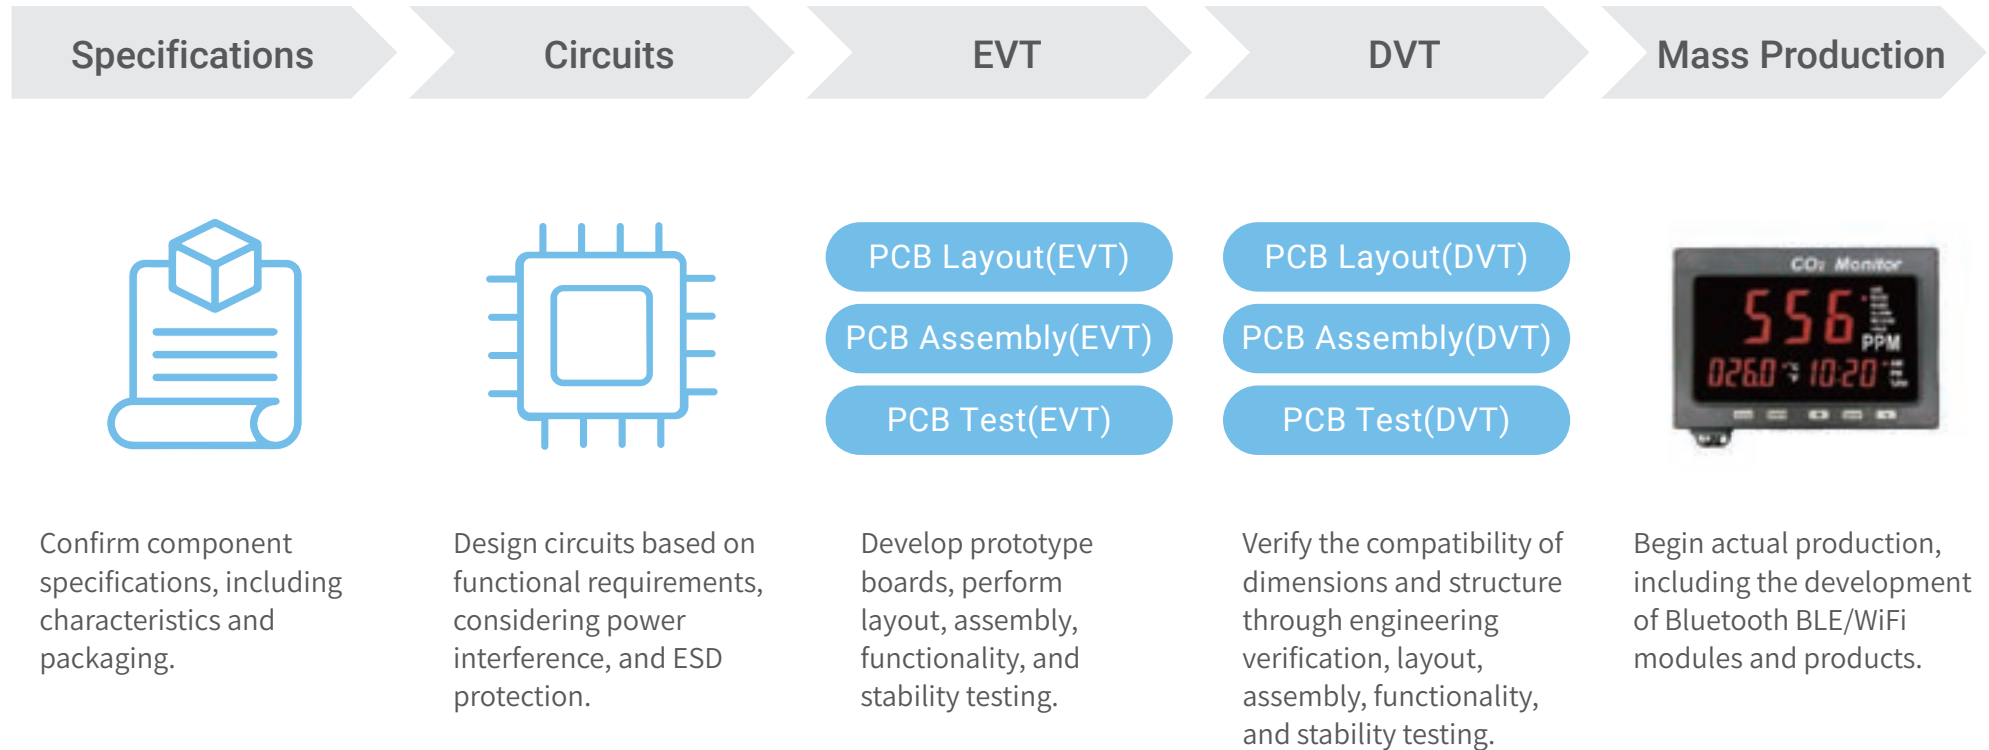 Specifications
Circuits
EVT
DVT
Mass Production
PCB Layout(EVT)
PCB Assembly(EVT)
PCB Test(EVT)
PCB Layout(DVT)
PCB Assembly(DVT)
PCB Test(DVT)
CO₂ Monitor
556
PPM
026.0 10:20
Confirm component
specifications, including
characteristics and
packaging.
Design circuits based on
functional requirements,
considering power
interference, and ESD
protection.
Develop prototype
boards, perform
layout, assembly,
functionality, and
stability testing.
Verify the compatibility of
dimensions and structure
through engineering
verification, layout,
assembly, functionality,
and stability testing.
Begin actual production,
including the development
of Bluetooth BLE/WiFi
modules and products.